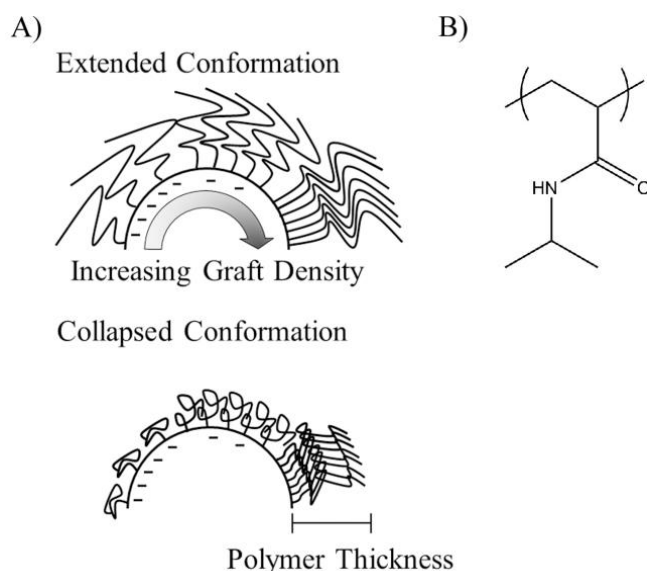 A)
Extended Conformation
Increasing Graft Density
Collapsed Conformation
Polymer Thickness
B)
HN
O